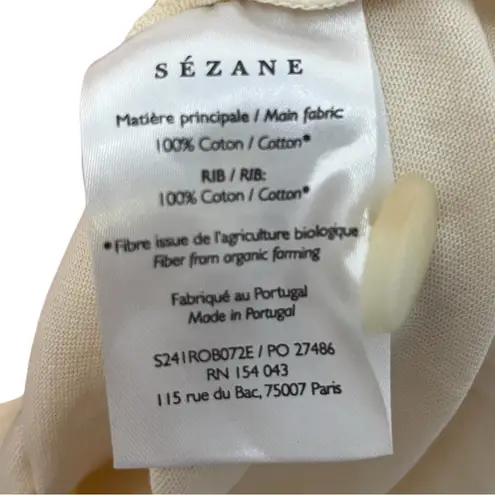 SÉZANE
Matière principale / Main fabric
100% Coton / Cotton*
RIB / RIB:
100% Coton / Cotton*
*Fibre issue de l'agriculture biologique
Fiber from organic farming
Fabriqué au Portugal
Made in Portugal
S241ROB072E / PO 27486
RN 154 043
115 rue du Bac, 75007 Paris